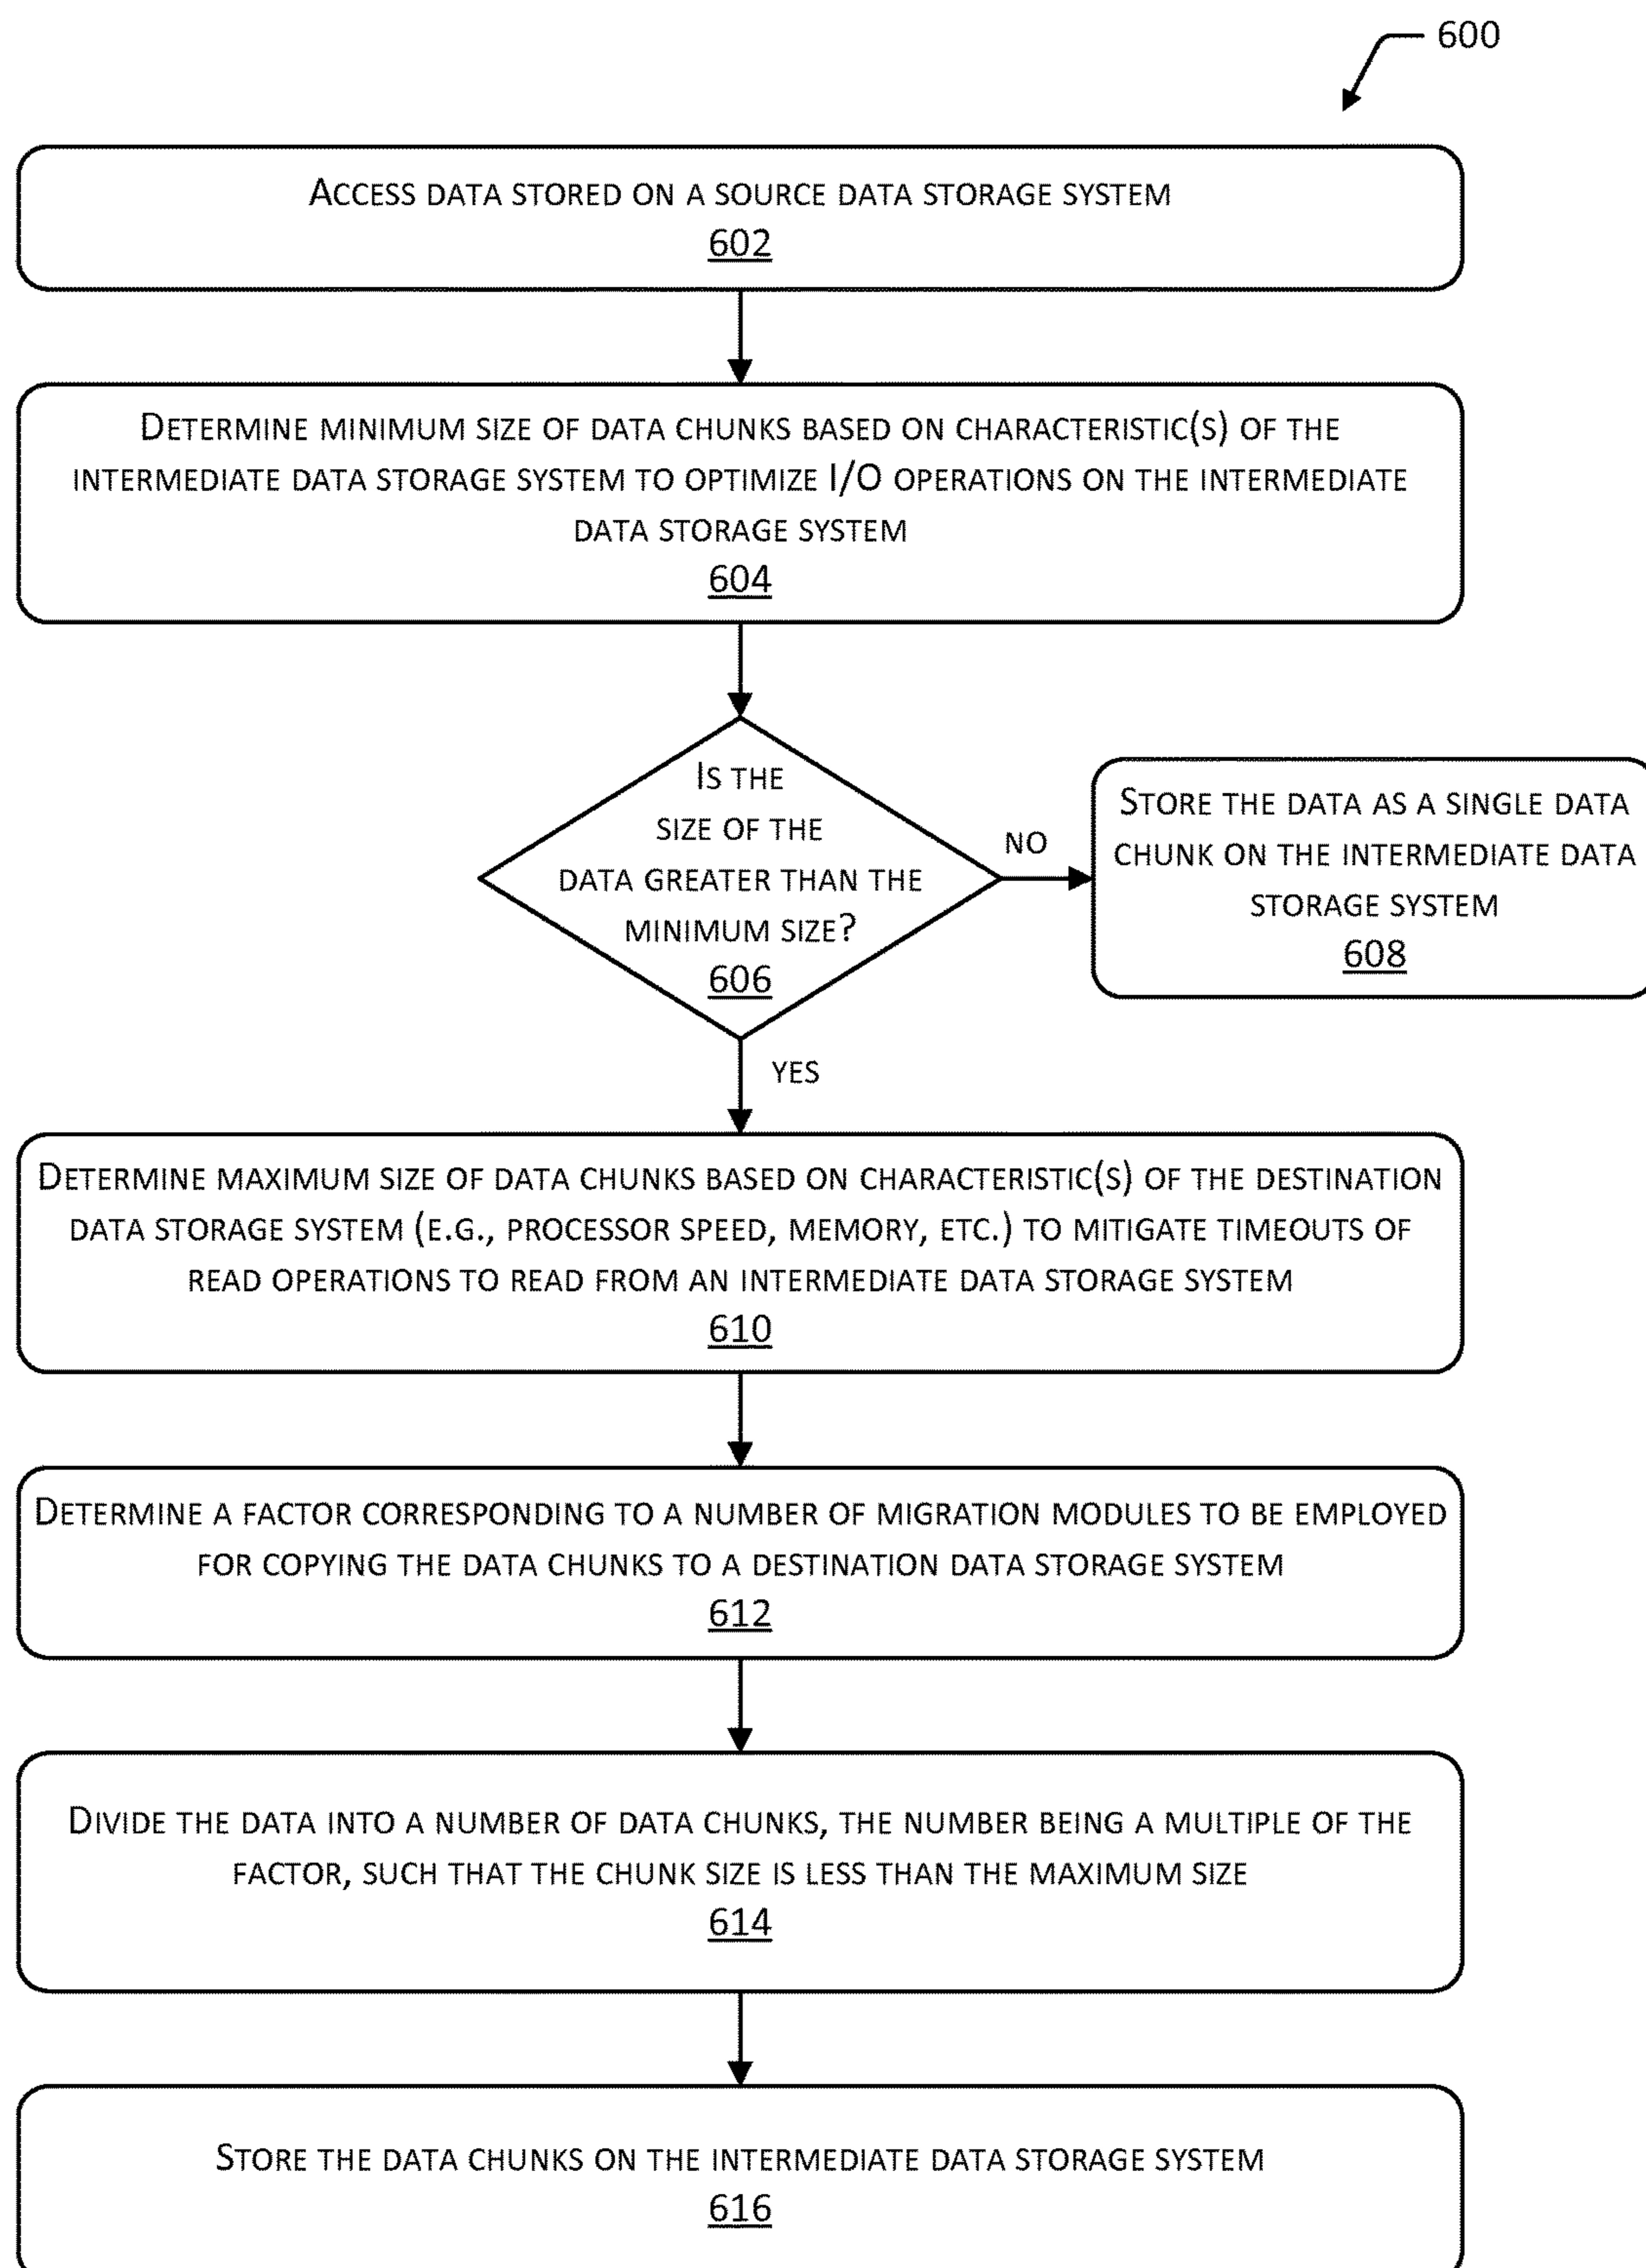 600
Access data stored on a source data storage system
602
Determine minimum size of data chunks based on characteristic(s) of the
intermediate data storage system to optimize I/O operations on the intermediate
data storage system
604
Is the
size of the
data greater than the
minimum size?
606
no
Store the data as a single data
chunk on the intermediate data
storage system
608
yes
Determine maximum size of data chunks based on characteristic(s) of the destination
data storage system (e.g., processor speed, memory, etc.) to mitigate timeouts of
read operations to read from an intermediate data storage system
610
Determine a factor corresponding to a number of migration modules to be employed
for copying the data chunks to a destination data storage system
612
Divide the data into a number of data chunks, the number being a multiple of the
factor, such that the chunk size is less than the maximum size
614
Store the data chunks on the intermediate data storage system
616